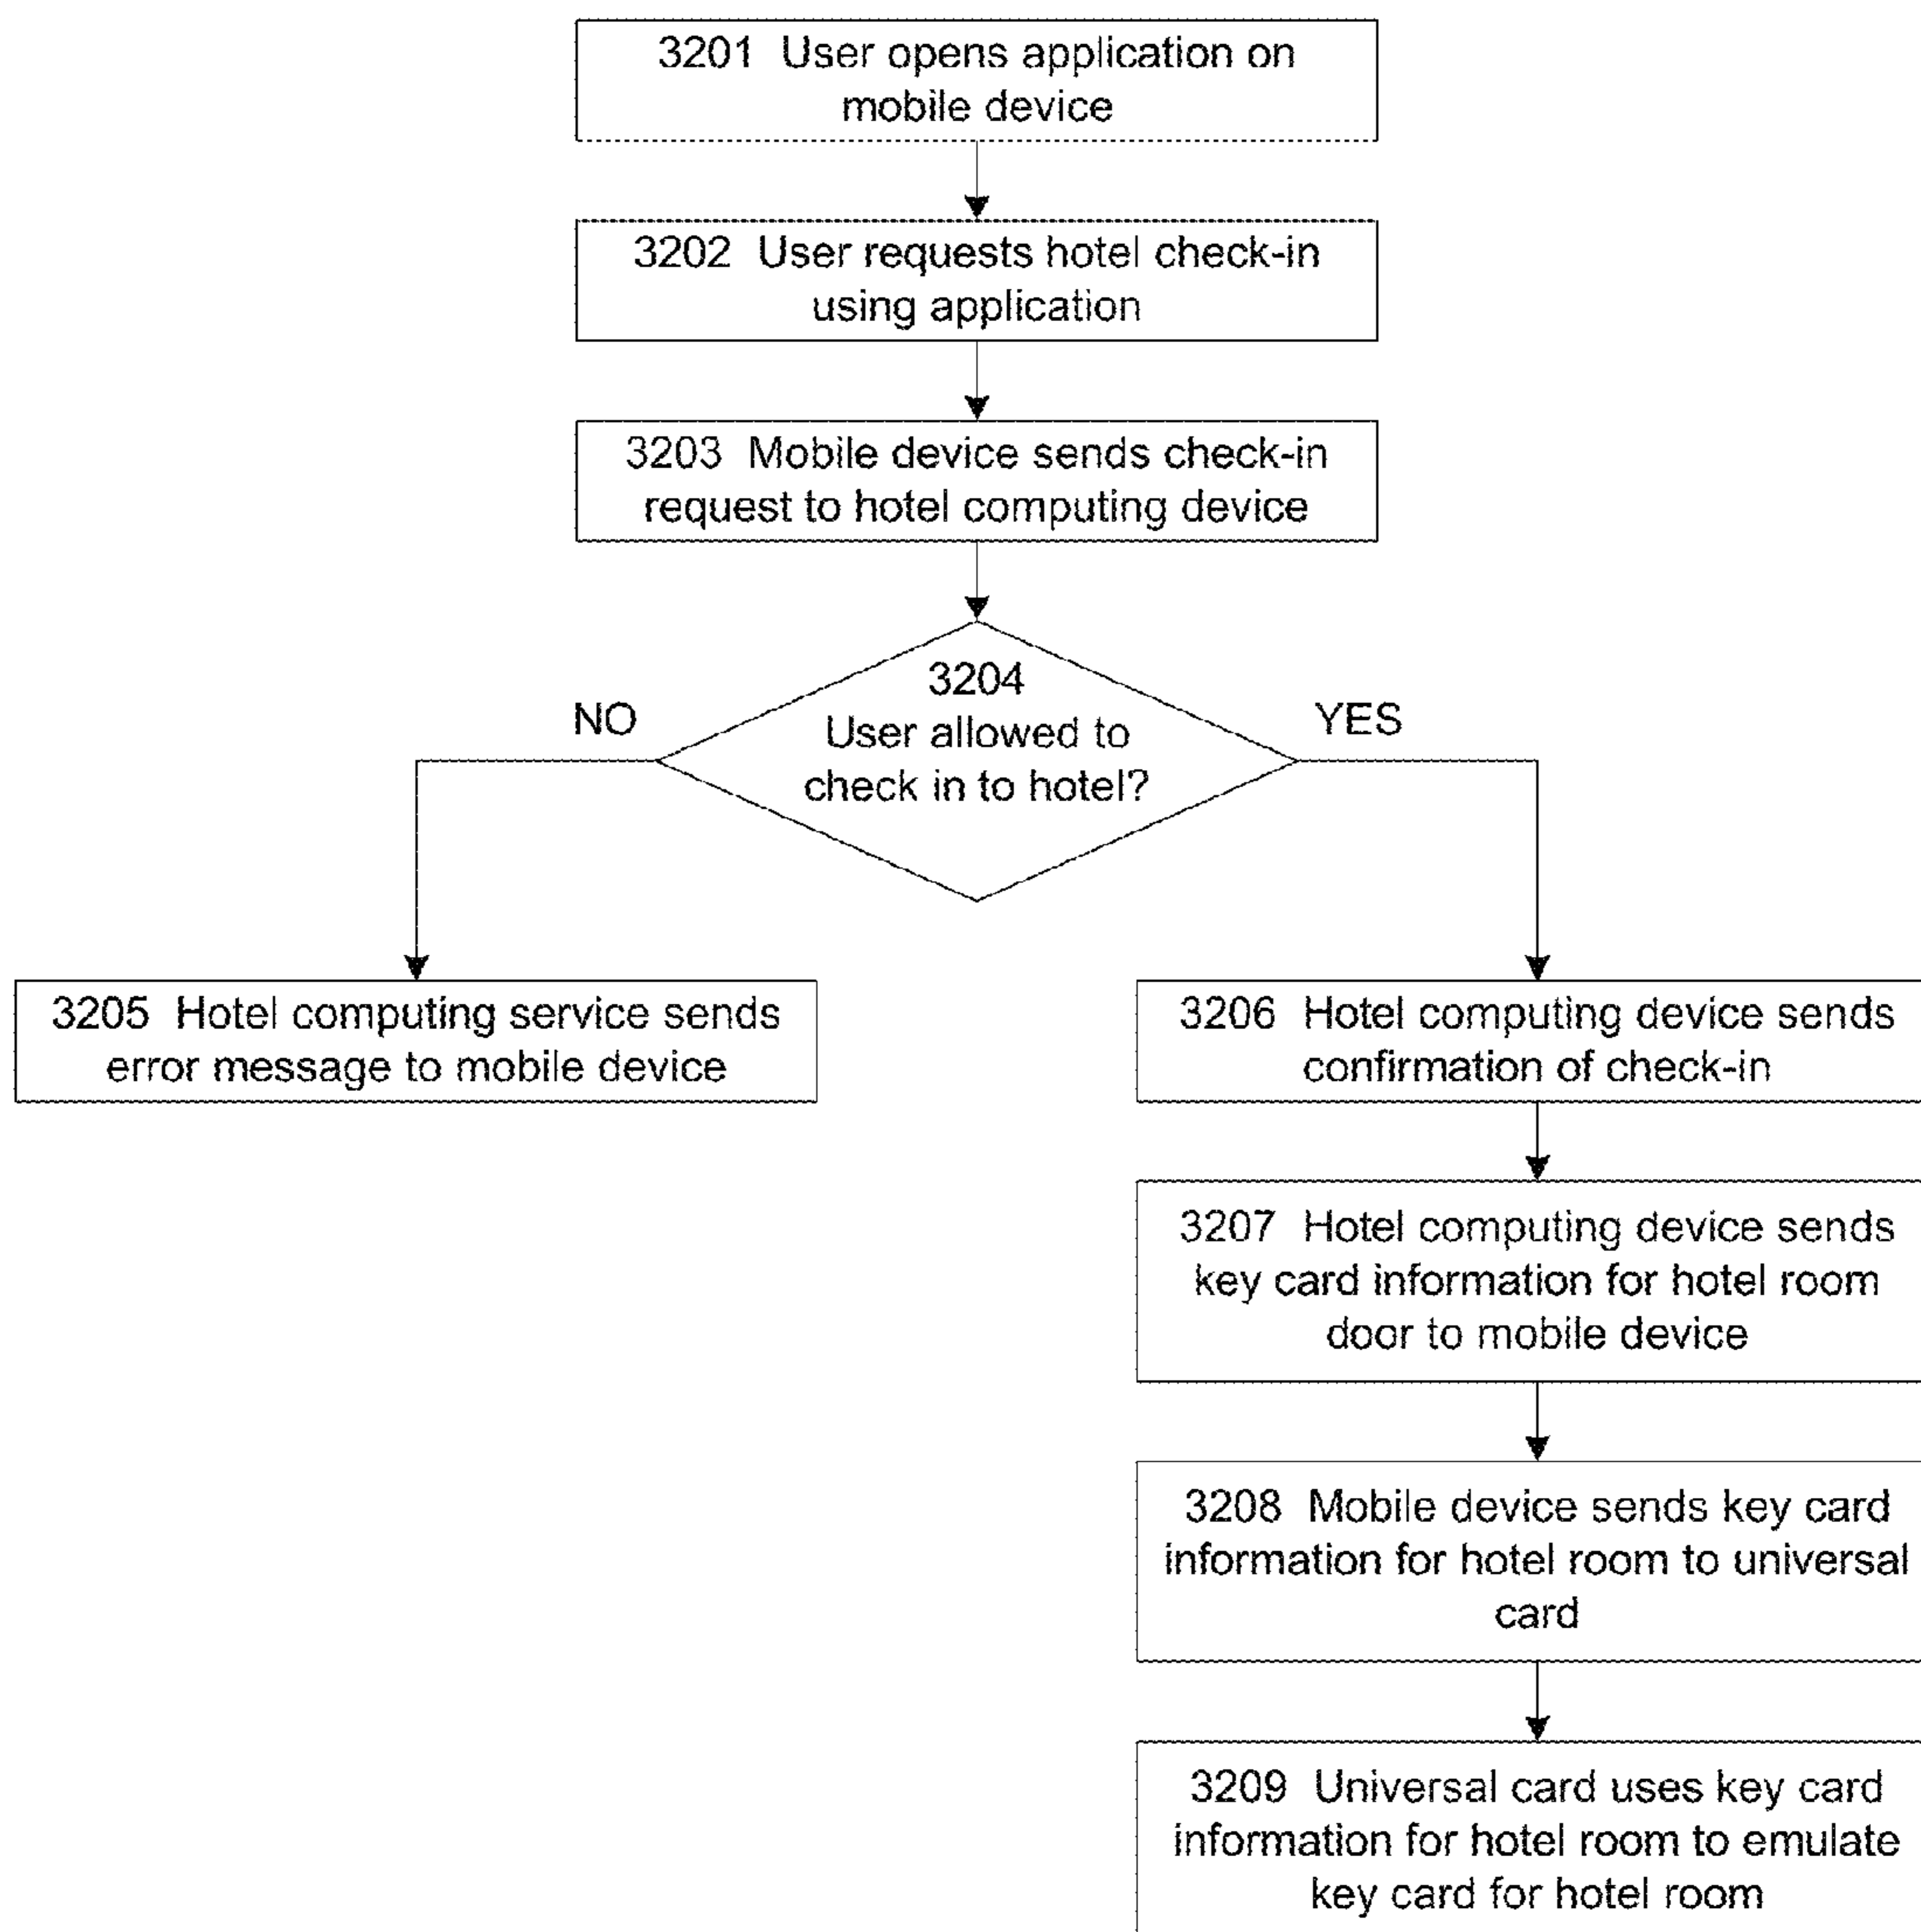 3201 User opens application on
mobile device
3202 User requests hotel check-in
using application
3203 Mobile device sends check-in
request to hotel computing device
3204
User allowed to
check in to hotel?
NO
YES
3205 Hotel computing service sends
error message to mobile device
3206 Hotel computing device sends
confirmation of check-in
3207 Hotel computing device sends
key card information for hotel room
door to mobile device
3208 Mobile device sends key card
information for hotel room to universal
card
3209 Universal card uses key card
information for hotel room to emulate
key card for hotel room